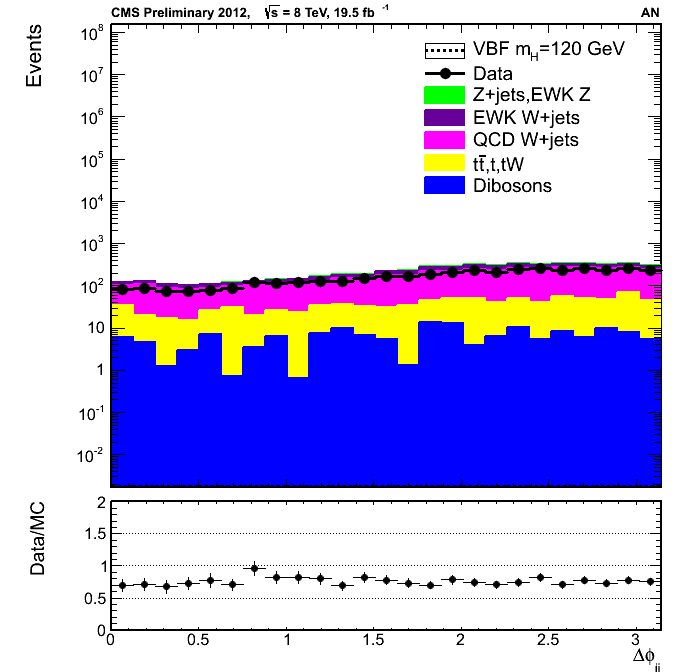 CMS Preliminary 2012, √s = 8 TeV, 19.5 fb⁻¹ AN
Events
10⁸
10⁷
10⁶
10⁵
10⁴
10³
10²
10
1
10⁻¹
10⁻²
VBF m_H=120 GeV
Data
Z+jets,EWK Z
EWK W+jets
QCD W+jets
tt̄,t,tW
Dibosons
Data/MC
2
1.5
1
0.5
0
0 0.5 1 1.5 2 2.5 3
Δϕ_jj